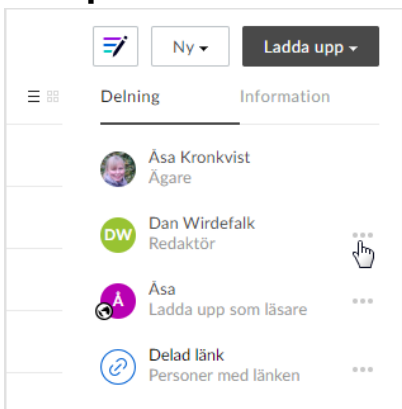 Ny
Ladda upp
Delning
Information
Åsa Kronkvist
Ägare
DW
Dan Wirdefalk
Redaktör
Å
Åsa
Ladda upp som läsare
Delad länk
Personer med länken